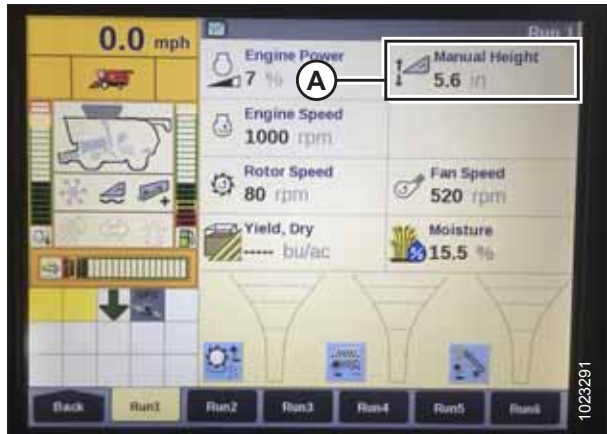 0.0 mph
Run 1
Engine Power
7 %
A
Manual Height
5.6 in
Engine Speed
1000 rpm
Rotor Speed
80 rpm
Fan Speed
520 rpm
Yield, Dry
----- bu/ac
Moisture
15.5 %
Back
Run1
Run2
Run3
Run4
Run5
Run6
1023291